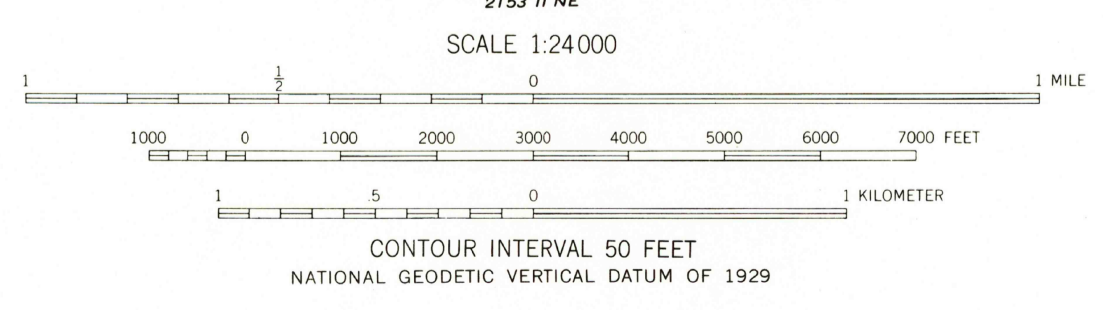 2153 II NE
SCALE 1:24000
1 1/2 0 1 MILE
1000 0 1000 2000 3000 4000 5000 6000 7000 FEET
1 .5 0 1 KILOMETER
CONTOUR INTERVAL 50 FEET
NATIONAL GEODETIC VERTICAL DATUM OF 1929